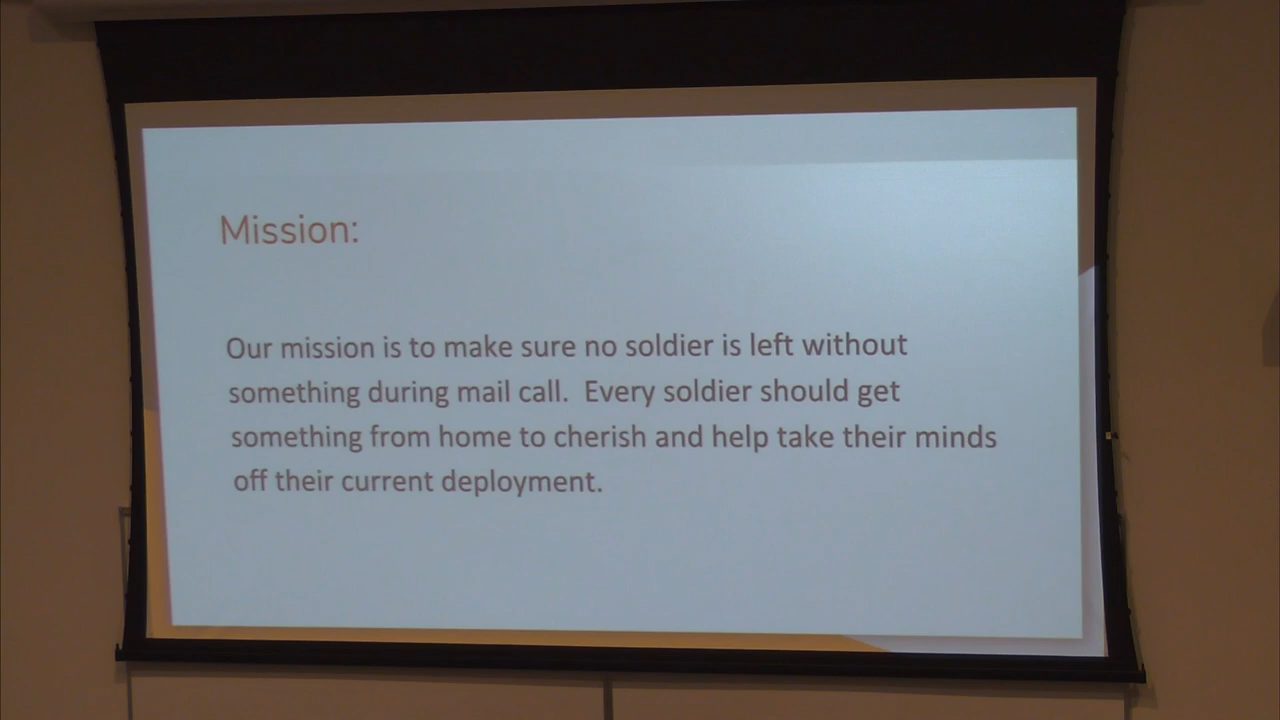 Mission:
Our mission is to make sure no soldier is left without
something during mail call.  Every soldier should get
something from home to cherish and help take their minds
off their current deployment.